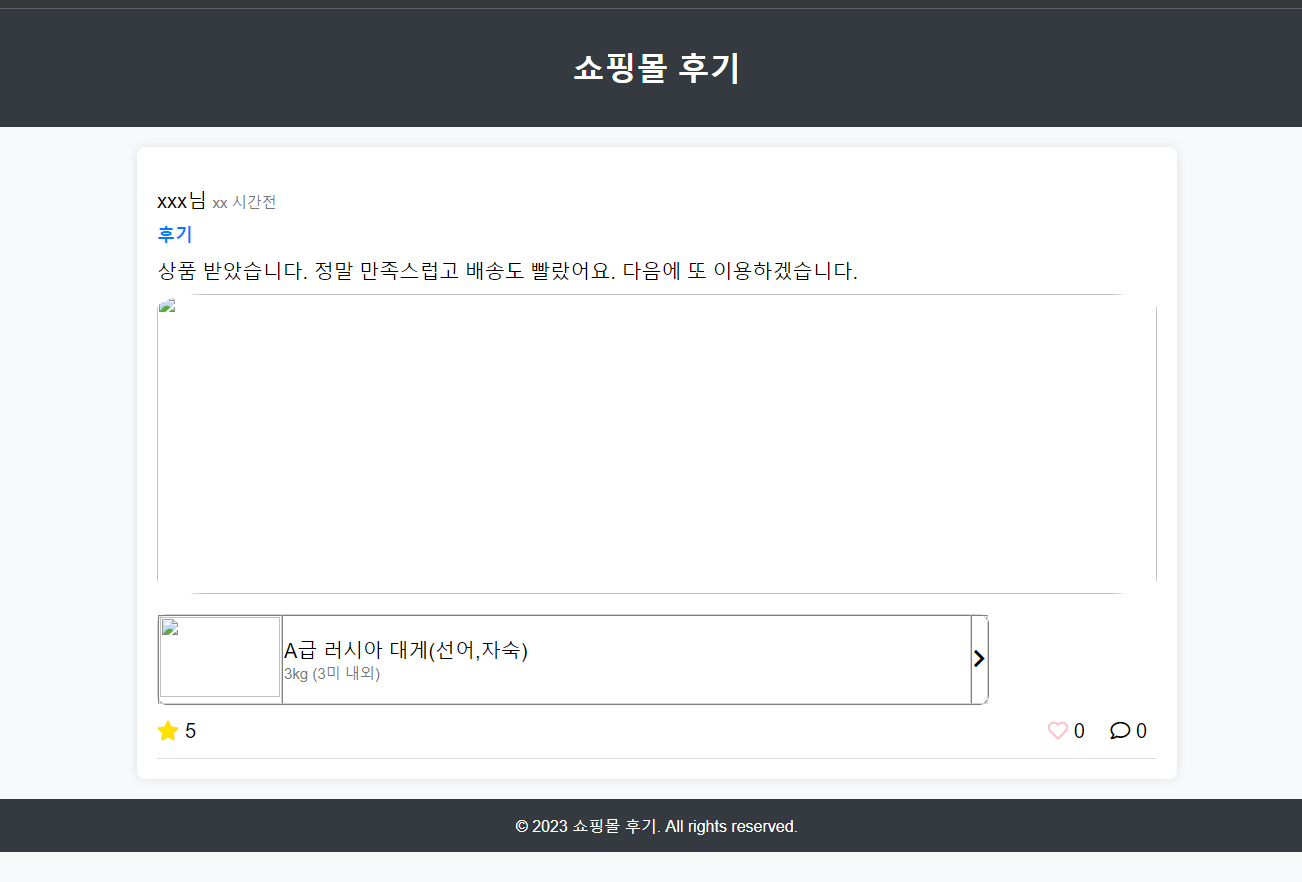 쇼핑몰 후기
xxx님 xx 시간전
후기
상품 받았습니다. 정말 만족스럽고 배송도 빨랐어요. 다음에 또 이용하겠습니다.
A급 러시아 대게(선어,자숙)
3kg (3미 내외)
5 0 0
© 2023 쇼핑몰 후기. All rights reserved.